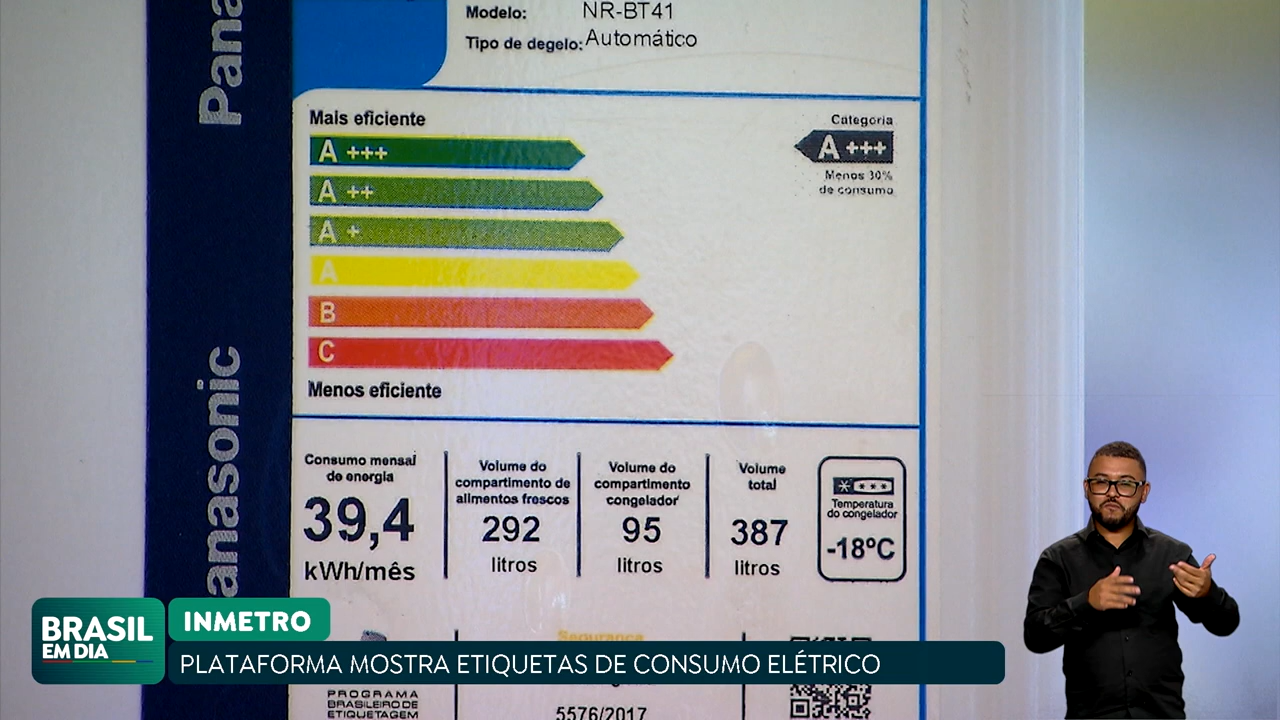 Modelo: NR-BT41
Tipo de degelo: Automático
Pana
anasonic
Mais eficiente
A +++
A ++
A +
A
B
C
Menos eficiente
Categoria
A +++
Menos 30%
de consumo
Consumo mensal
de energia
39,4
kWh/mês
Volume do
compartimento de
alimentos frescos
292
litros
Volume do
compartimento
congelador
95
litros
Volume
total
387
litros
Temperatura
do congelador
-18ºC
Segurança
PROGRAMA
BRASILEIRO DE
ETIQUETAGEM
5576/2017
BRASIL
EM DIA
INMETRO
PLATAFORMA MOSTRA ETIQUETAS DE CONSUMO ELÉTRICO